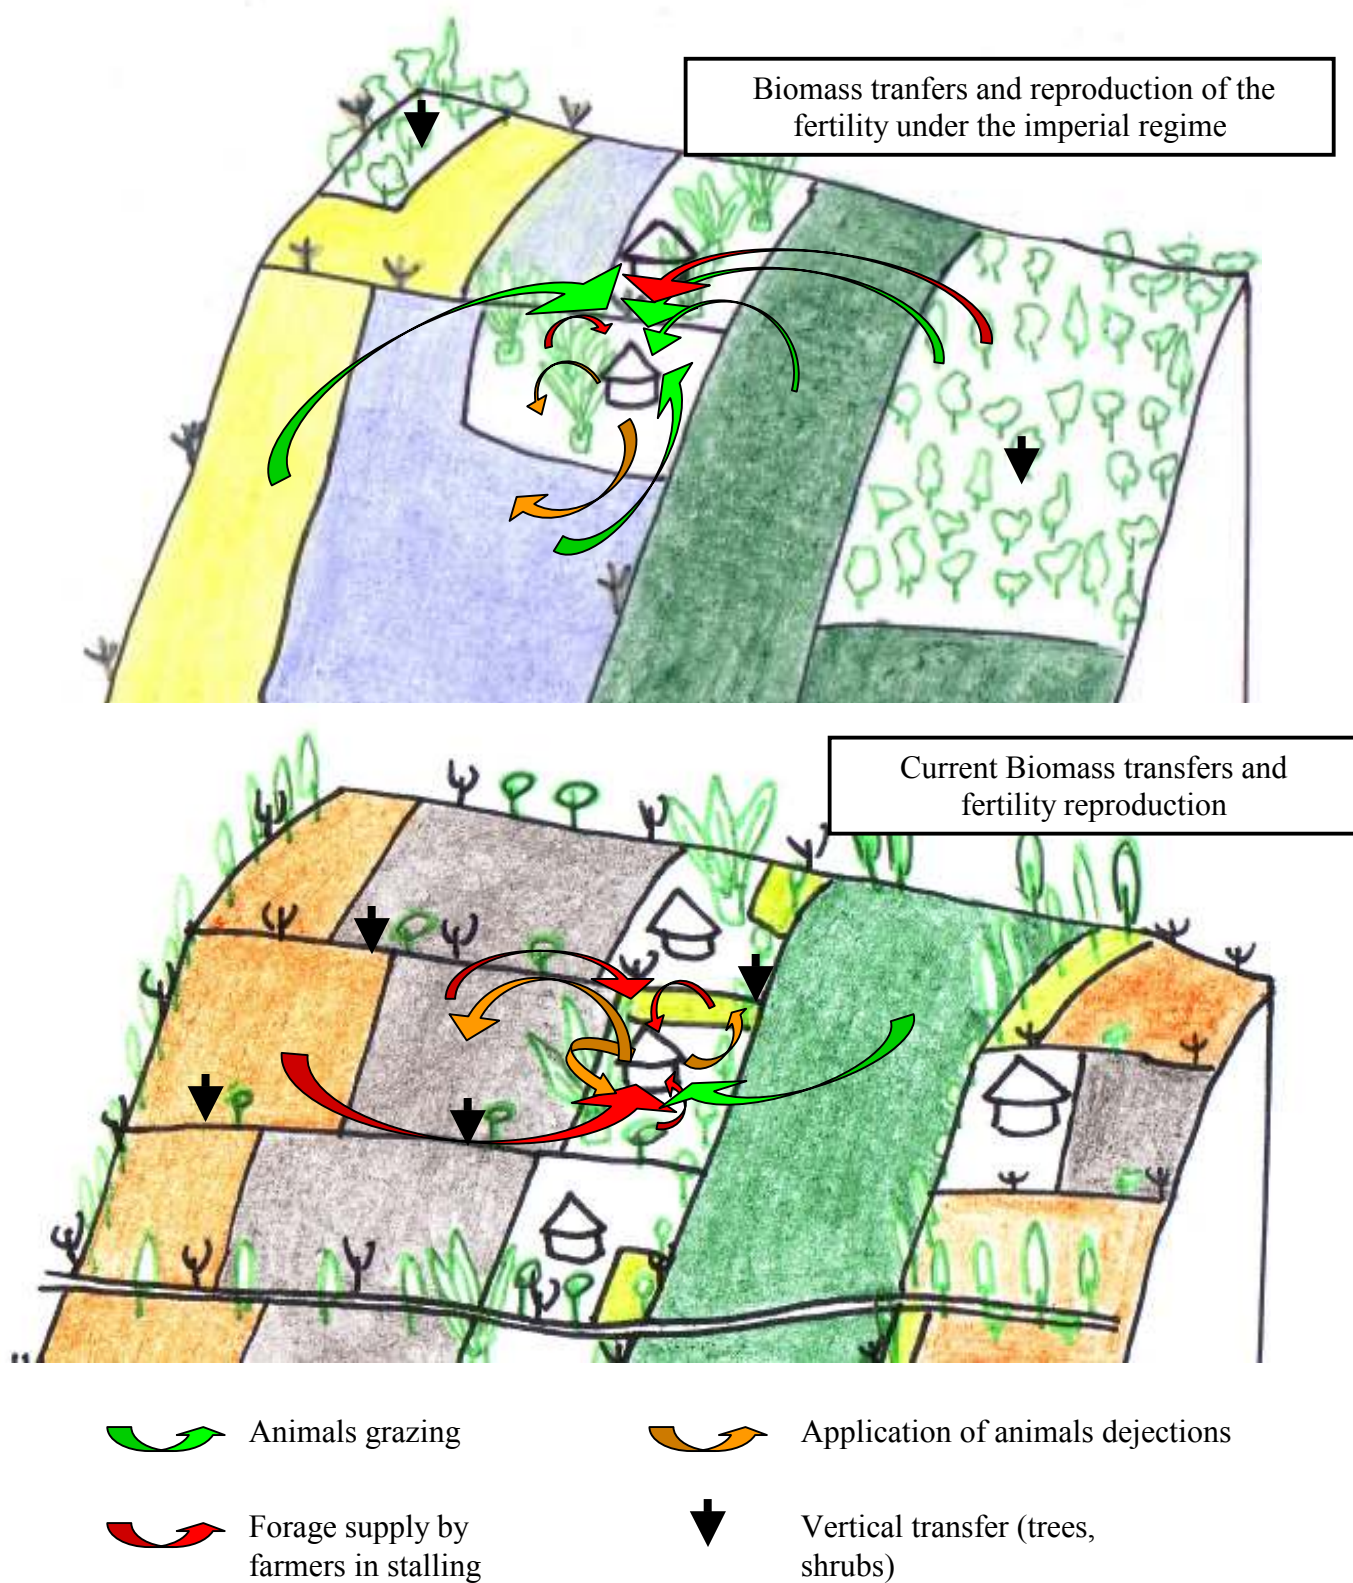 Biomass tranfers and reproduction of the
fertility under the imperial regime
Current Biomass transfers and
fertility reproduction
Animals grazing
Application of animals dejections
Forage supply by
farmers in stalling
Vertical transfer (trees,
shrubs)